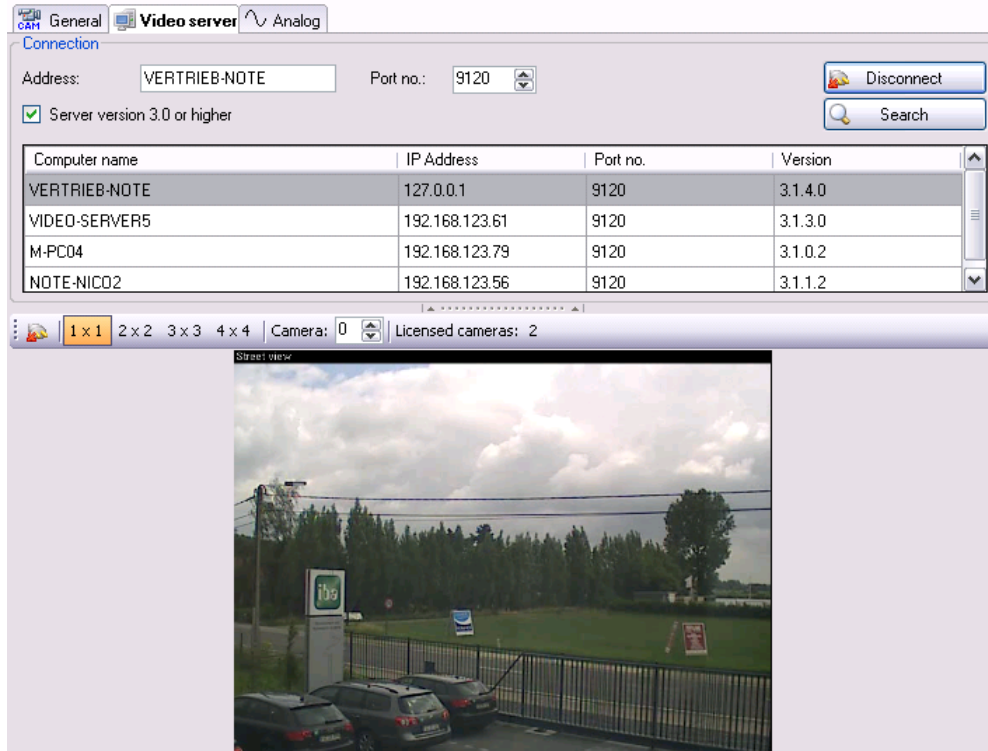 CAM General Video server Analog
Connection
Address: VERTRIEB-NOTE Port no.: 9120 Disconnect
Server version 3.0 or higher Search
Computer name IP Address Port no. Version
VERTRIEB-NOTE 127.0.0.1 9120 3.1.4.0
VIDEO-SERVER5 192.168.123.61 9120 3.1.3.0
M-PC04 192.168.123.79 9120 3.1.0.2
NOTE-NICO2 192.168.123.56 9120 3.1.1.2
1 x 1 2 x 2 3 x 3 4 x 4 Camera: 0 Licensed cameras: 2
Street view
iba